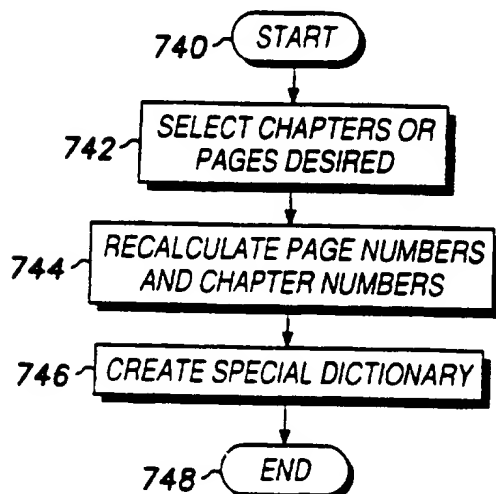 740 START
742 SELECT CHAPTERS OR
PAGES DESIRED
744 RECALCULATE PAGE NUMBERS
AND CHAPTER NUMBERS
746 CREATE SPECIAL DICTIONARY
748 END